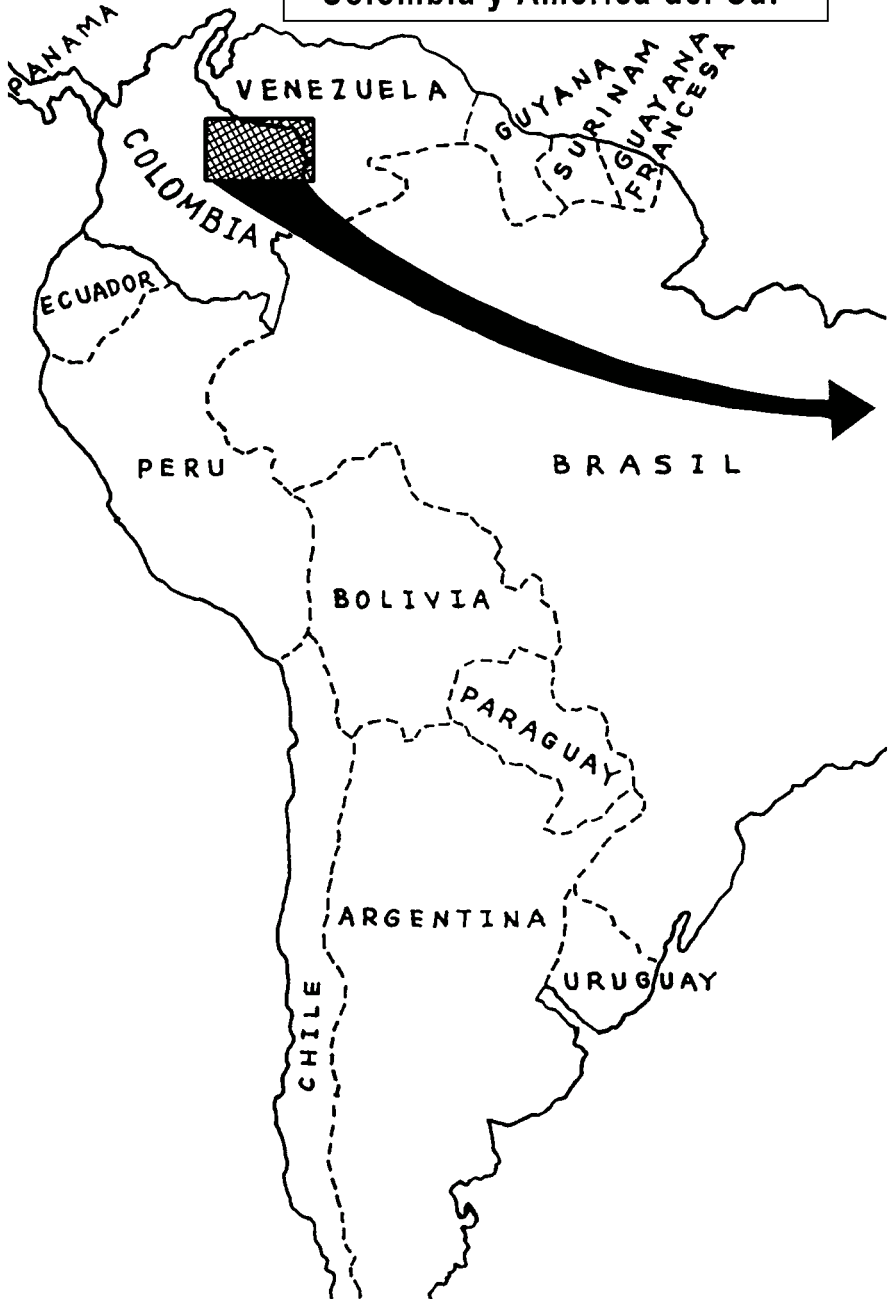 Colombia y América del Sur
PANAMA
VENEZUELA
GUYANA
SURINAM
GUAYANA
FRANCESA
COLOMBIA
ECUADOR
PERU
BRASIL
BOLIVIA
PARAGUAY
ARGENTINA
URUGUAY
CHILE